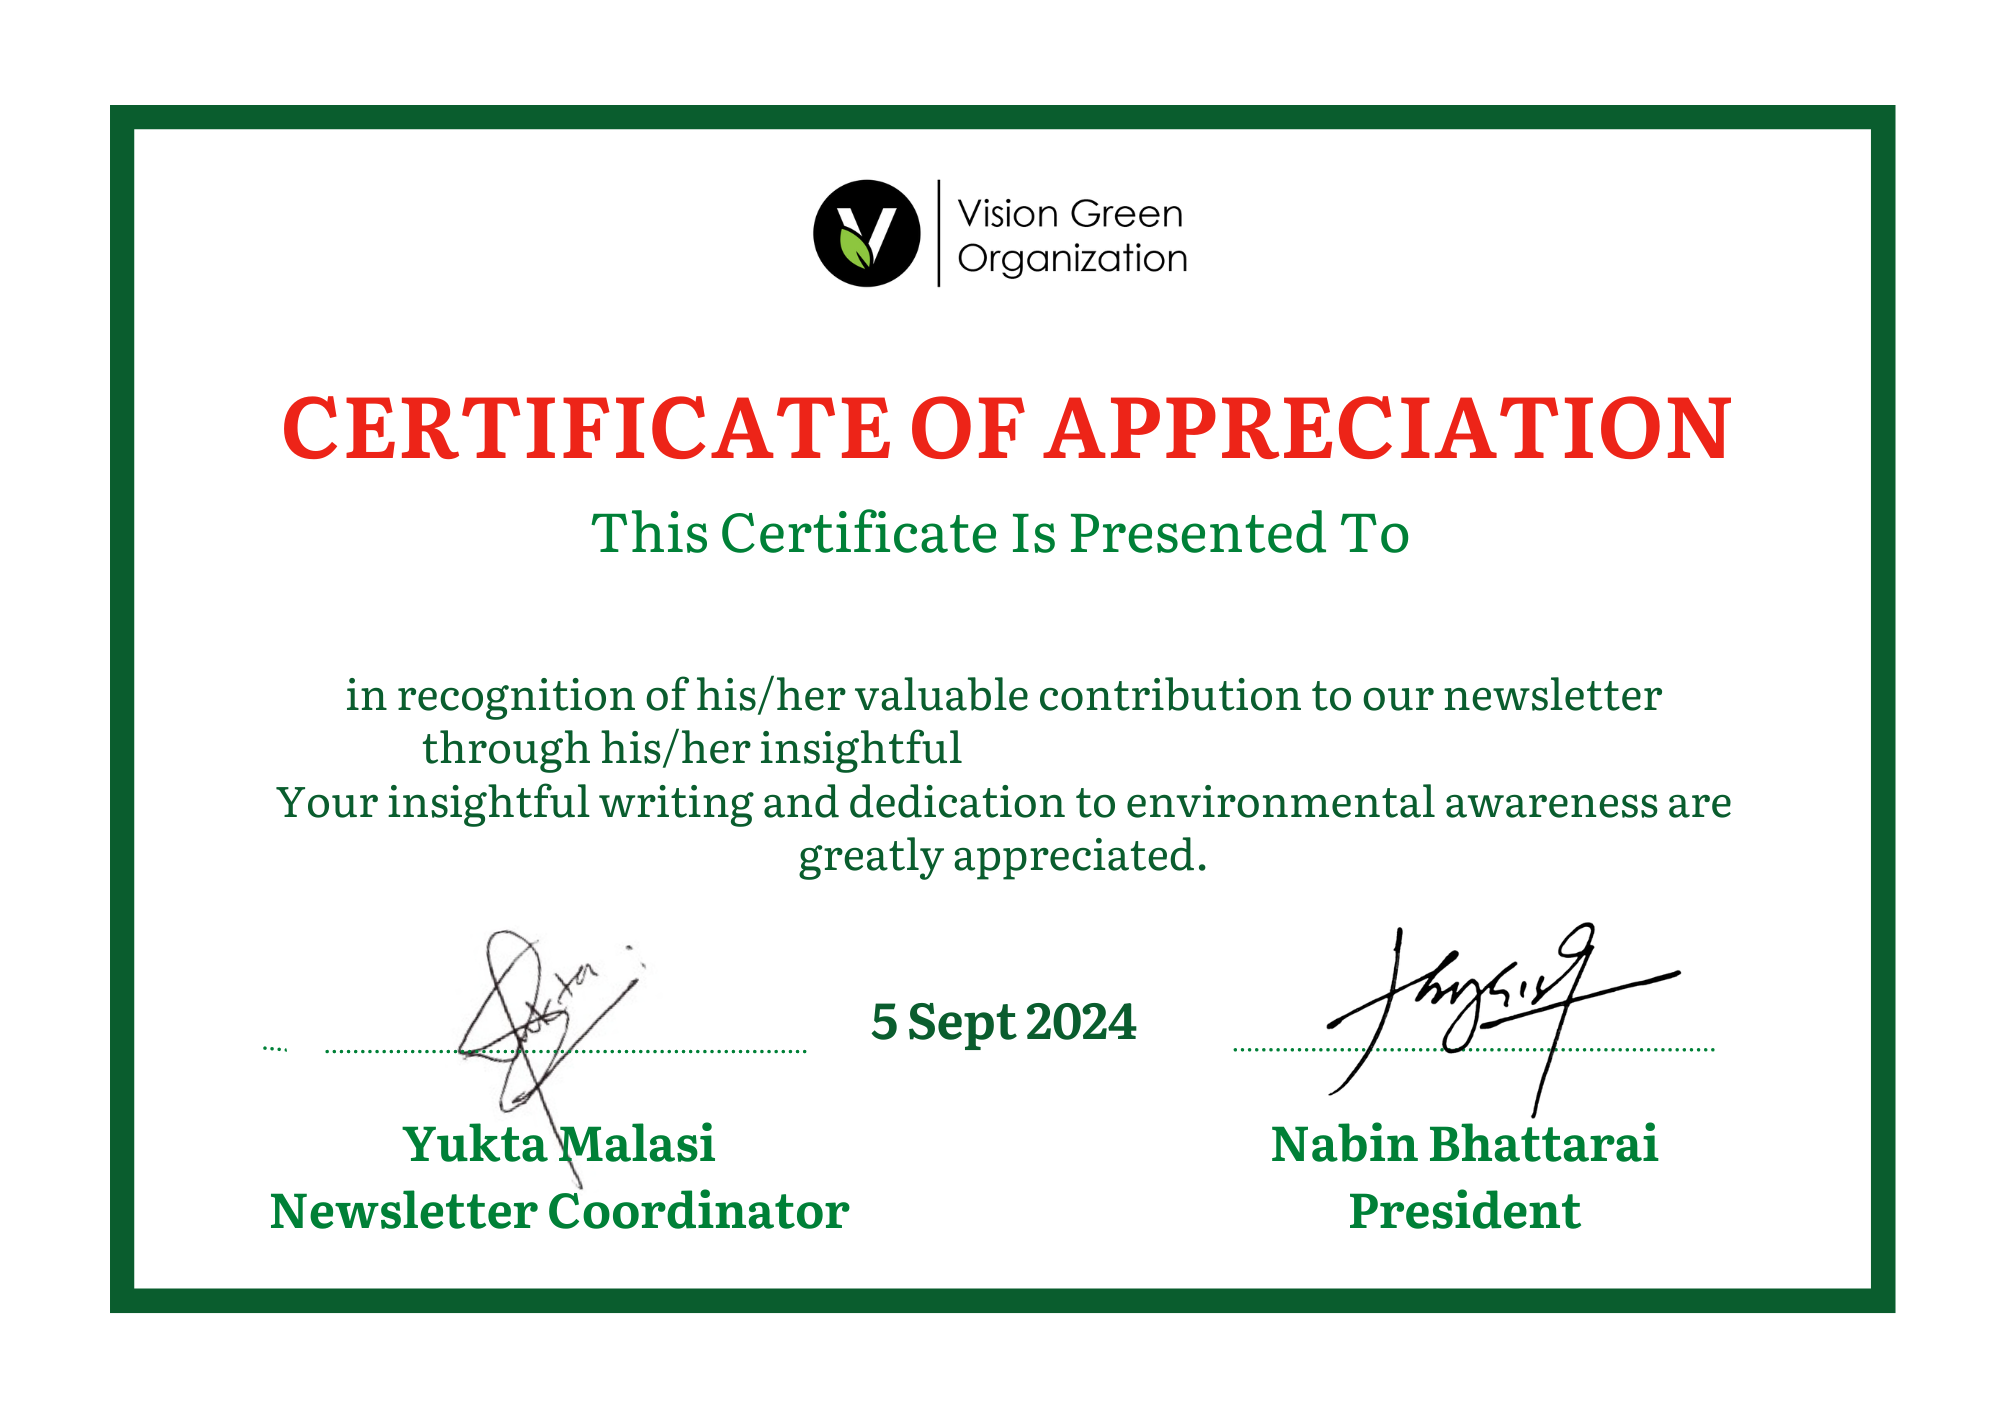 Vision Green
Organization
CERTIFICATE OF APPRECIATION
This Certificate Is Presented To
in recognition of his/her valuable contribution to our newsletter
through his/her insightful
Your insightful writing and dedication to environmental awareness are
greatly appreciated.
5 Sept 2024
Yukta Malasi
Newsletter Coordinator
Nabin Bhattarai
President